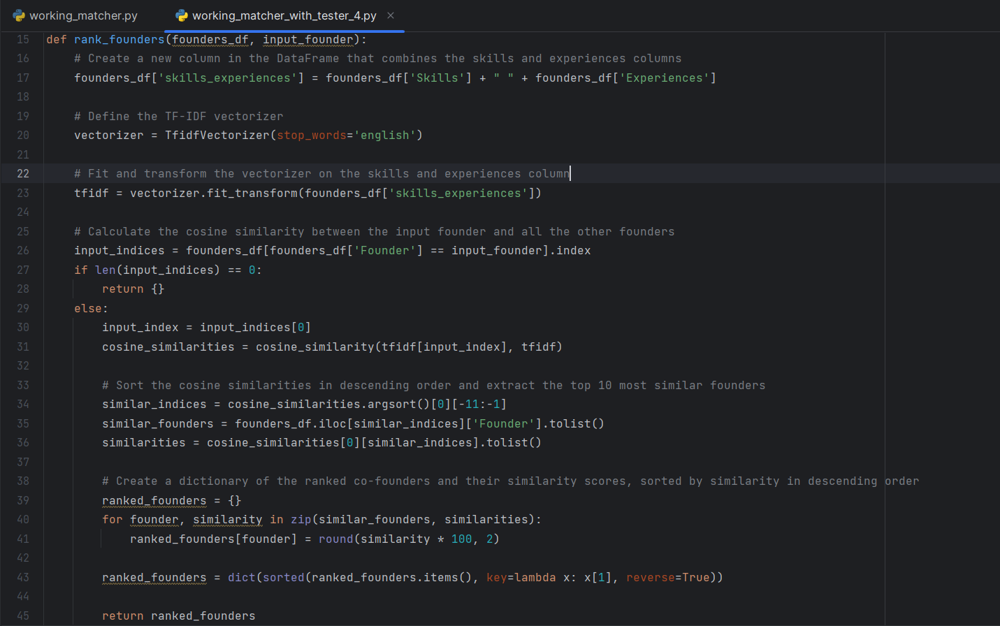 working_matcher.py working_matcher_with_tester_4.py
15 def rank_founders(founders_df, input_founder):
16     # Create a new column in the DataFrame that combines the skills and experiences columns
17     founders_df['skills_experiences'] = founders_df['Skills'] + " " + founders_df['Experiences']
18
19     # Define the TF-IDF vectorizer
20     vectorizer = TfidfVectorizer(stop_words='english')
21
22     # Fit and transform the vectorizer on the skills and experiences column
23     tfidf = vectorizer.fit_transform(founders_df['skills_experiences'])
24
25     # Calculate the cosine similarity between the input founder and all the other founders
26     input_indices = founders_df[founders_df['Founder'] == input_founder].index
27     if len(input_indices) == 0:
28         return {}
29     else:
30         input_index = input_indices[0]
31         cosine_similarities = cosine_similarity(tfidf[input_index], tfidf)
32
33         # Sort the cosine similarities in descending order and extract the top 10 most similar founders
34         similar_indices = cosine_similarities.argsort()[0][-11:-1]
35         similar_founders = founders_df.iloc[similar_indices]['Founder'].tolist()
36         similarities = cosine_similarities[0][similar_indices].tolist()
37
38         # Create a dictionary of the ranked co-founders and their similarity scores, sorted by similarity in descending order
39         ranked_founders = {}
40         for founder, similarity in zip(similar_founders, similarities):
41             ranked_founders[founder] = round(similarity * 100, 2)
42
43         ranked_founders = dict(sorted(ranked_founders.items(), key=lambda x: x[1], reverse=True))
44
45         return ranked_founders